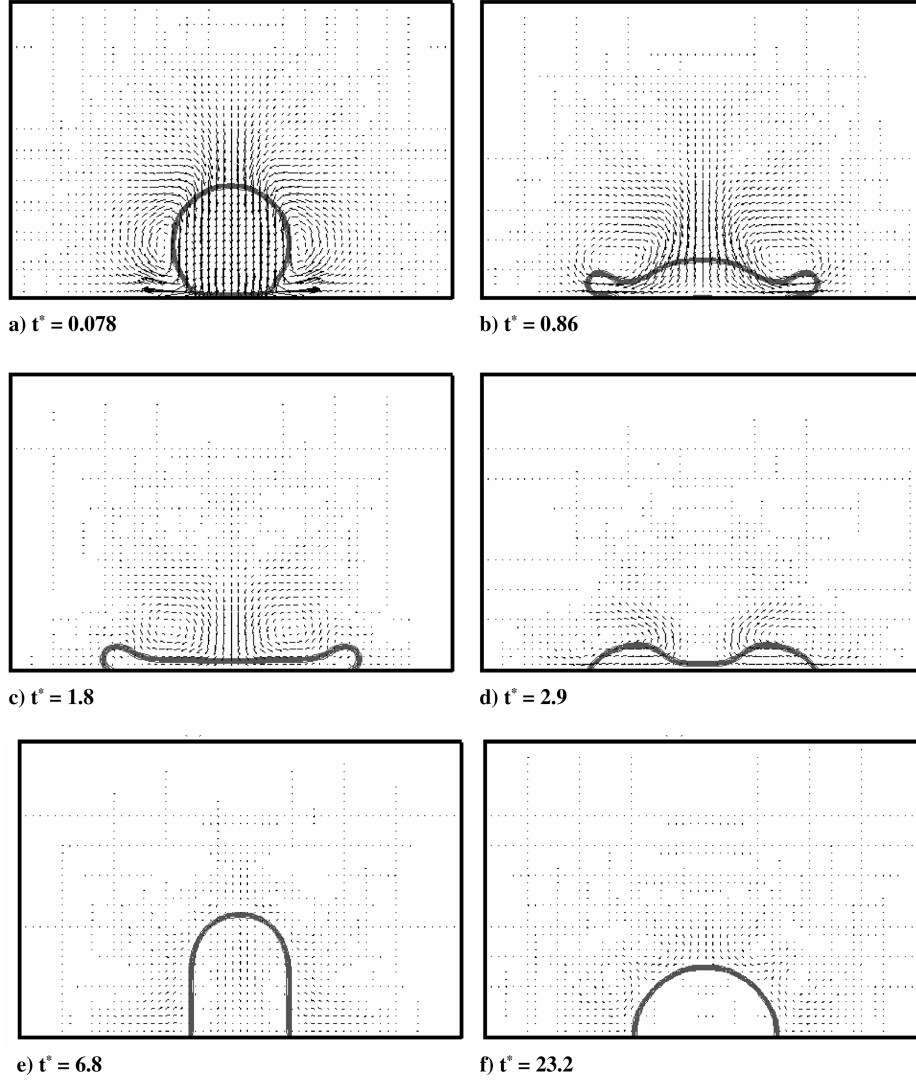 a) t* = 0.078
b) t* = 0.86
c) t* = 1.8
d) t* = 2.9
e) t* = 6.8
f) t* = 23.2